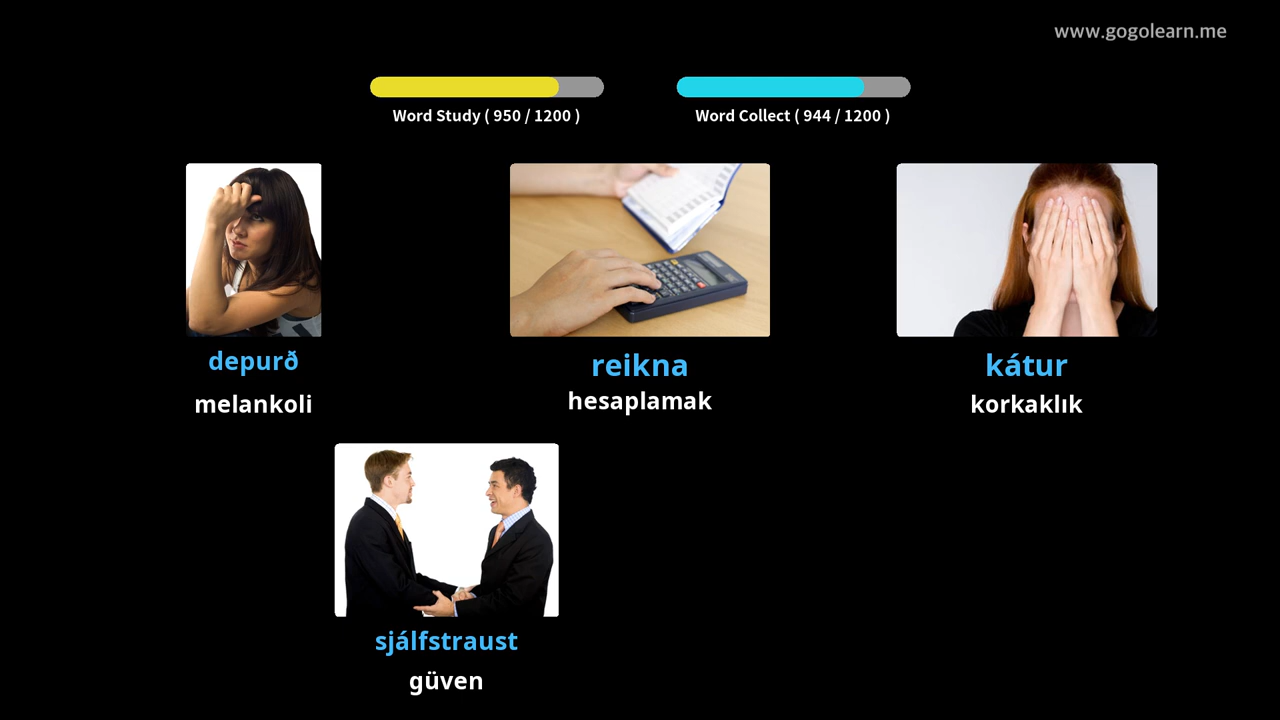 www.gogolearn.me
Word Study ( 950 / 1200 )
Word Collect ( 944 / 1200 )
depurð
reikna
kátur
melankoli
hesaplamak
korkaklık
sjálfstraust
güven